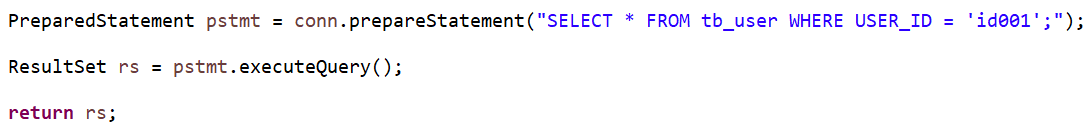 PreparedStatement pstmt = conn.prepareStatement("SELECT * FROM tb_user WHERE USER_ID = 'id001';");
ResultSet rs = pstmt.executeQuery();
return rs;